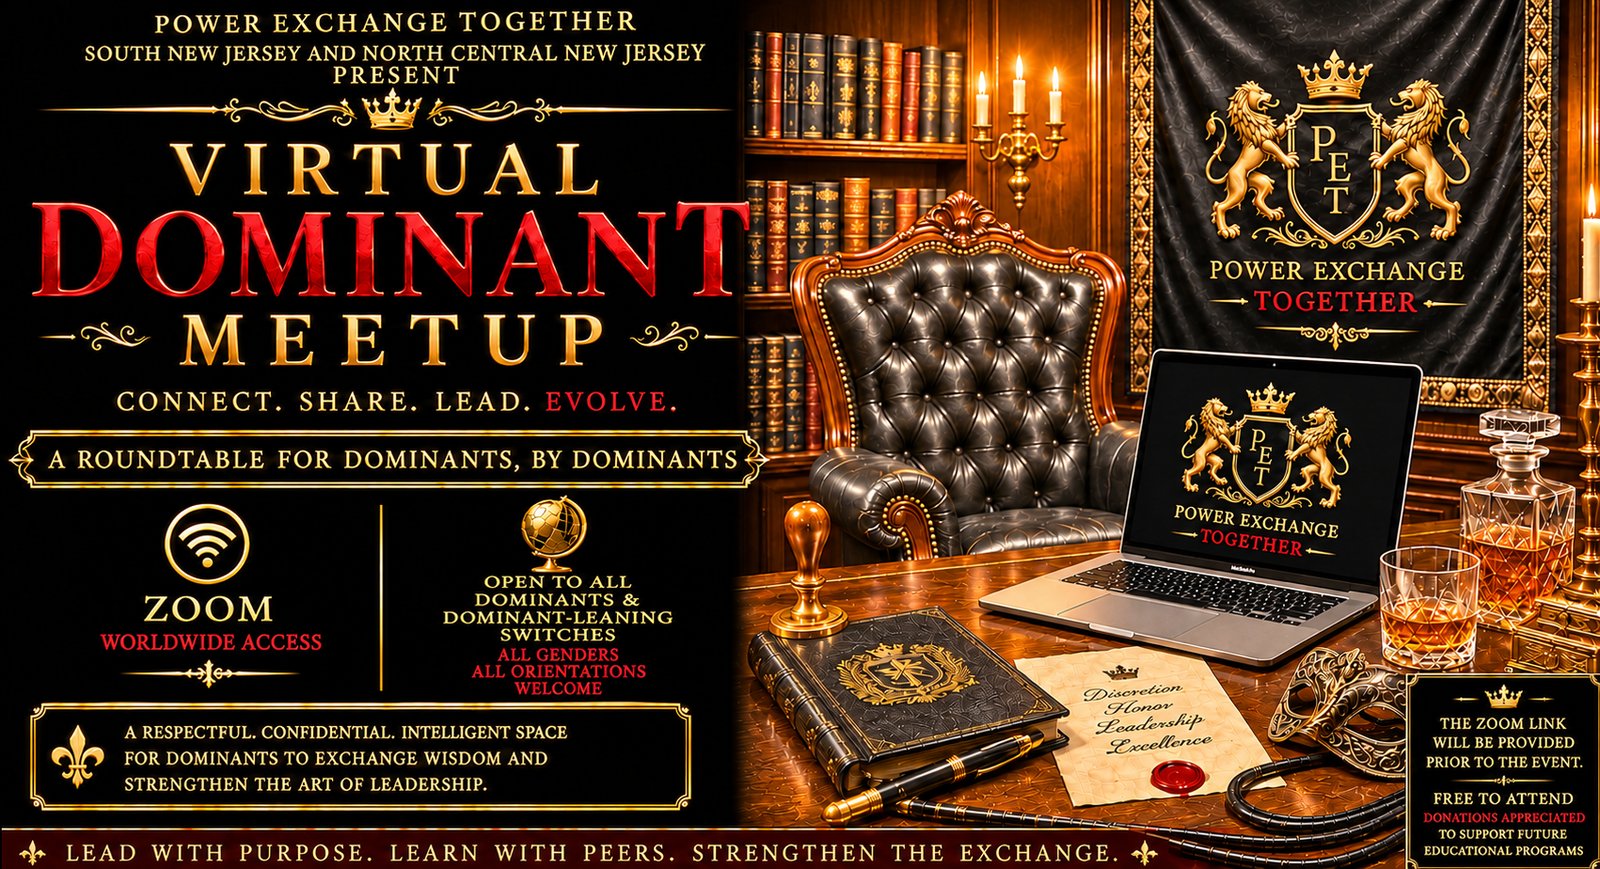 POWER EXCHANGE TOGETHER
SOUTH NEW JERSEY AND NORTH CENTRAL NEW JERSEY
PRESENT
VIRTUAL
DOMINANT
MEETUP
CONNECT. SHARE. LEAD. EVOLVE.
A ROUNDTABLE FOR DOMINANTS, BY DOMINANTS
ZOOM
WORLDWIDE ACCESS
OPEN TO ALL
DOMINANTS &
DOMINANT-LEANING
SWITCHES
ALL GENDERS
ALL ORIENTATIONS
WELCOME
A RESPECTFUL. CONFIDENTIAL. INTELLIGENT SPACE
FOR DOMINANTS TO EXCHANGE WISDOM AND
STRENGTHEN THE ART OF LEADERSHIP.
LEAD WITH PURPOSE. LEARN WITH PEERS. STRENGTHEN THE EXCHANGE.
PET
POWER EXCHANGE
TOGETHER
PET
POWER EXCHANGE
TOGETHER
MacBook Pro
Discretion
Honor
Leadership
Excellence
THE ZOOM LINK
WILL BE PROVIDED
PRIOR TO THE EVENT.
FREE TO ATTEND
DONATIONS APPRECIATED
TO SUPPORT FUTURE
EDUCATIONAL PROGRAMS